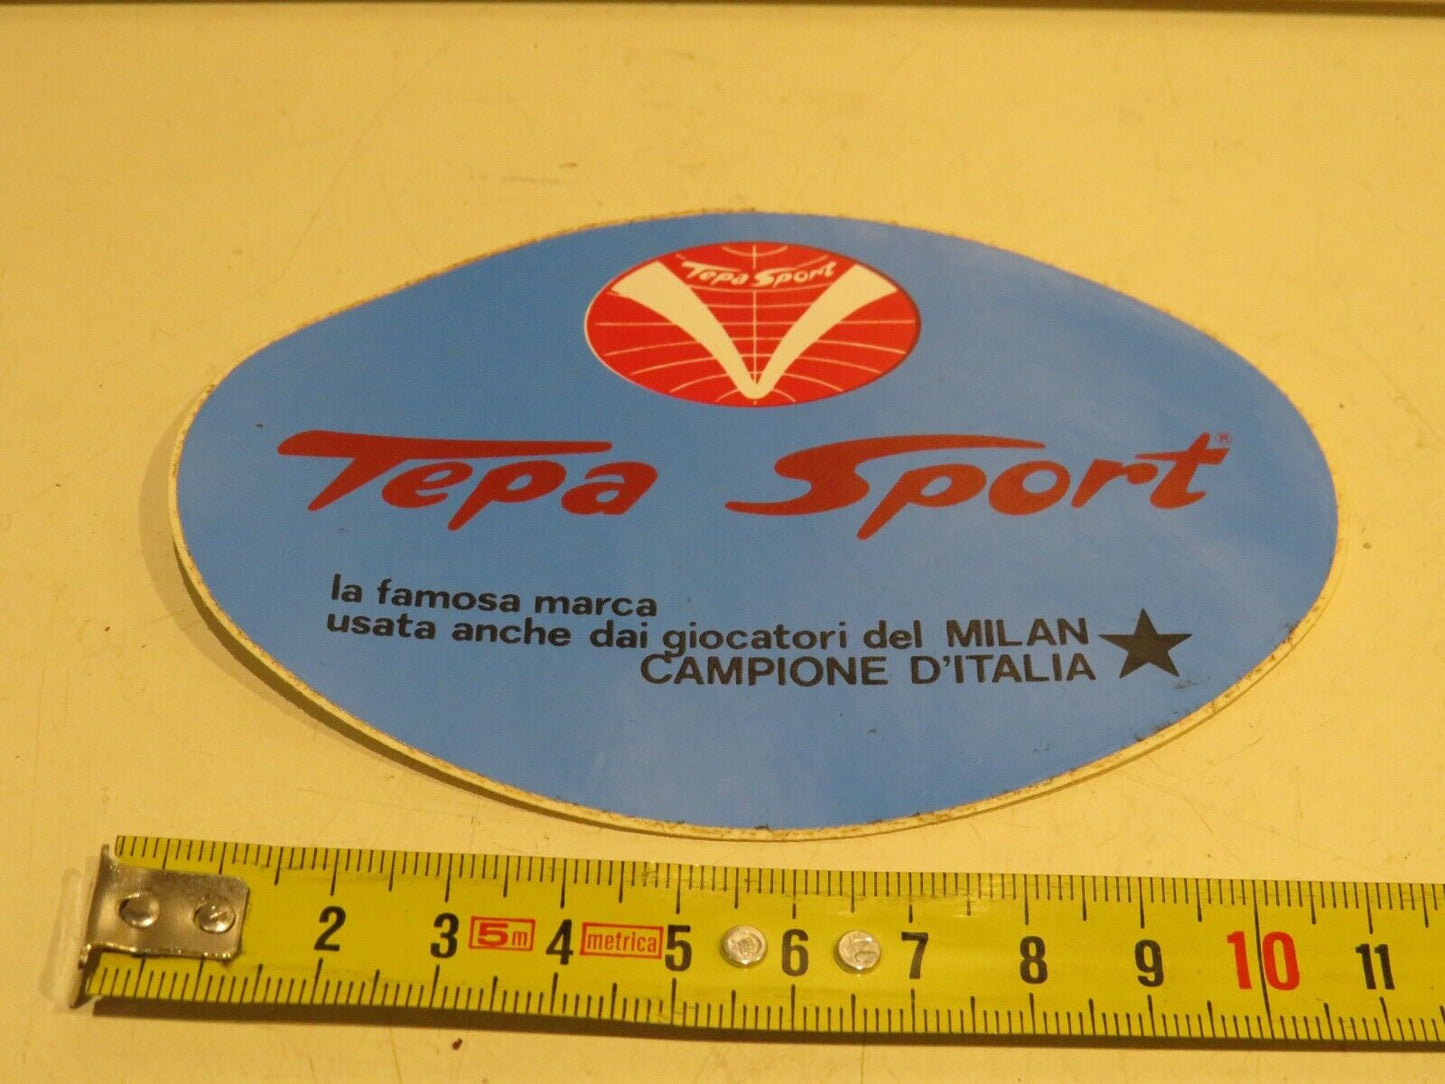 Tepa Sport
Tepa Sport ®
la famosa marca
usata anche dai giocatori del MILAN
CAMPIONE D'ITALIA
2 3 5m 4 metrica 5 6 7 8 9 10 11